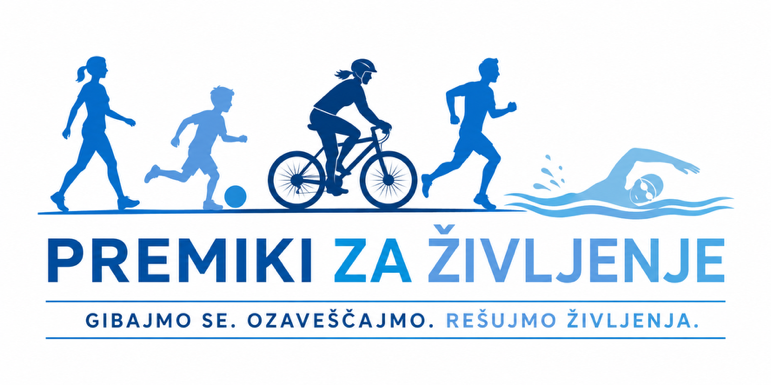 PREMIKI ZA ŽIVLJENJE
GIBAJMO SE. OZAVEŠČAJMO. REŠUJMO ŽIVLJENJA.